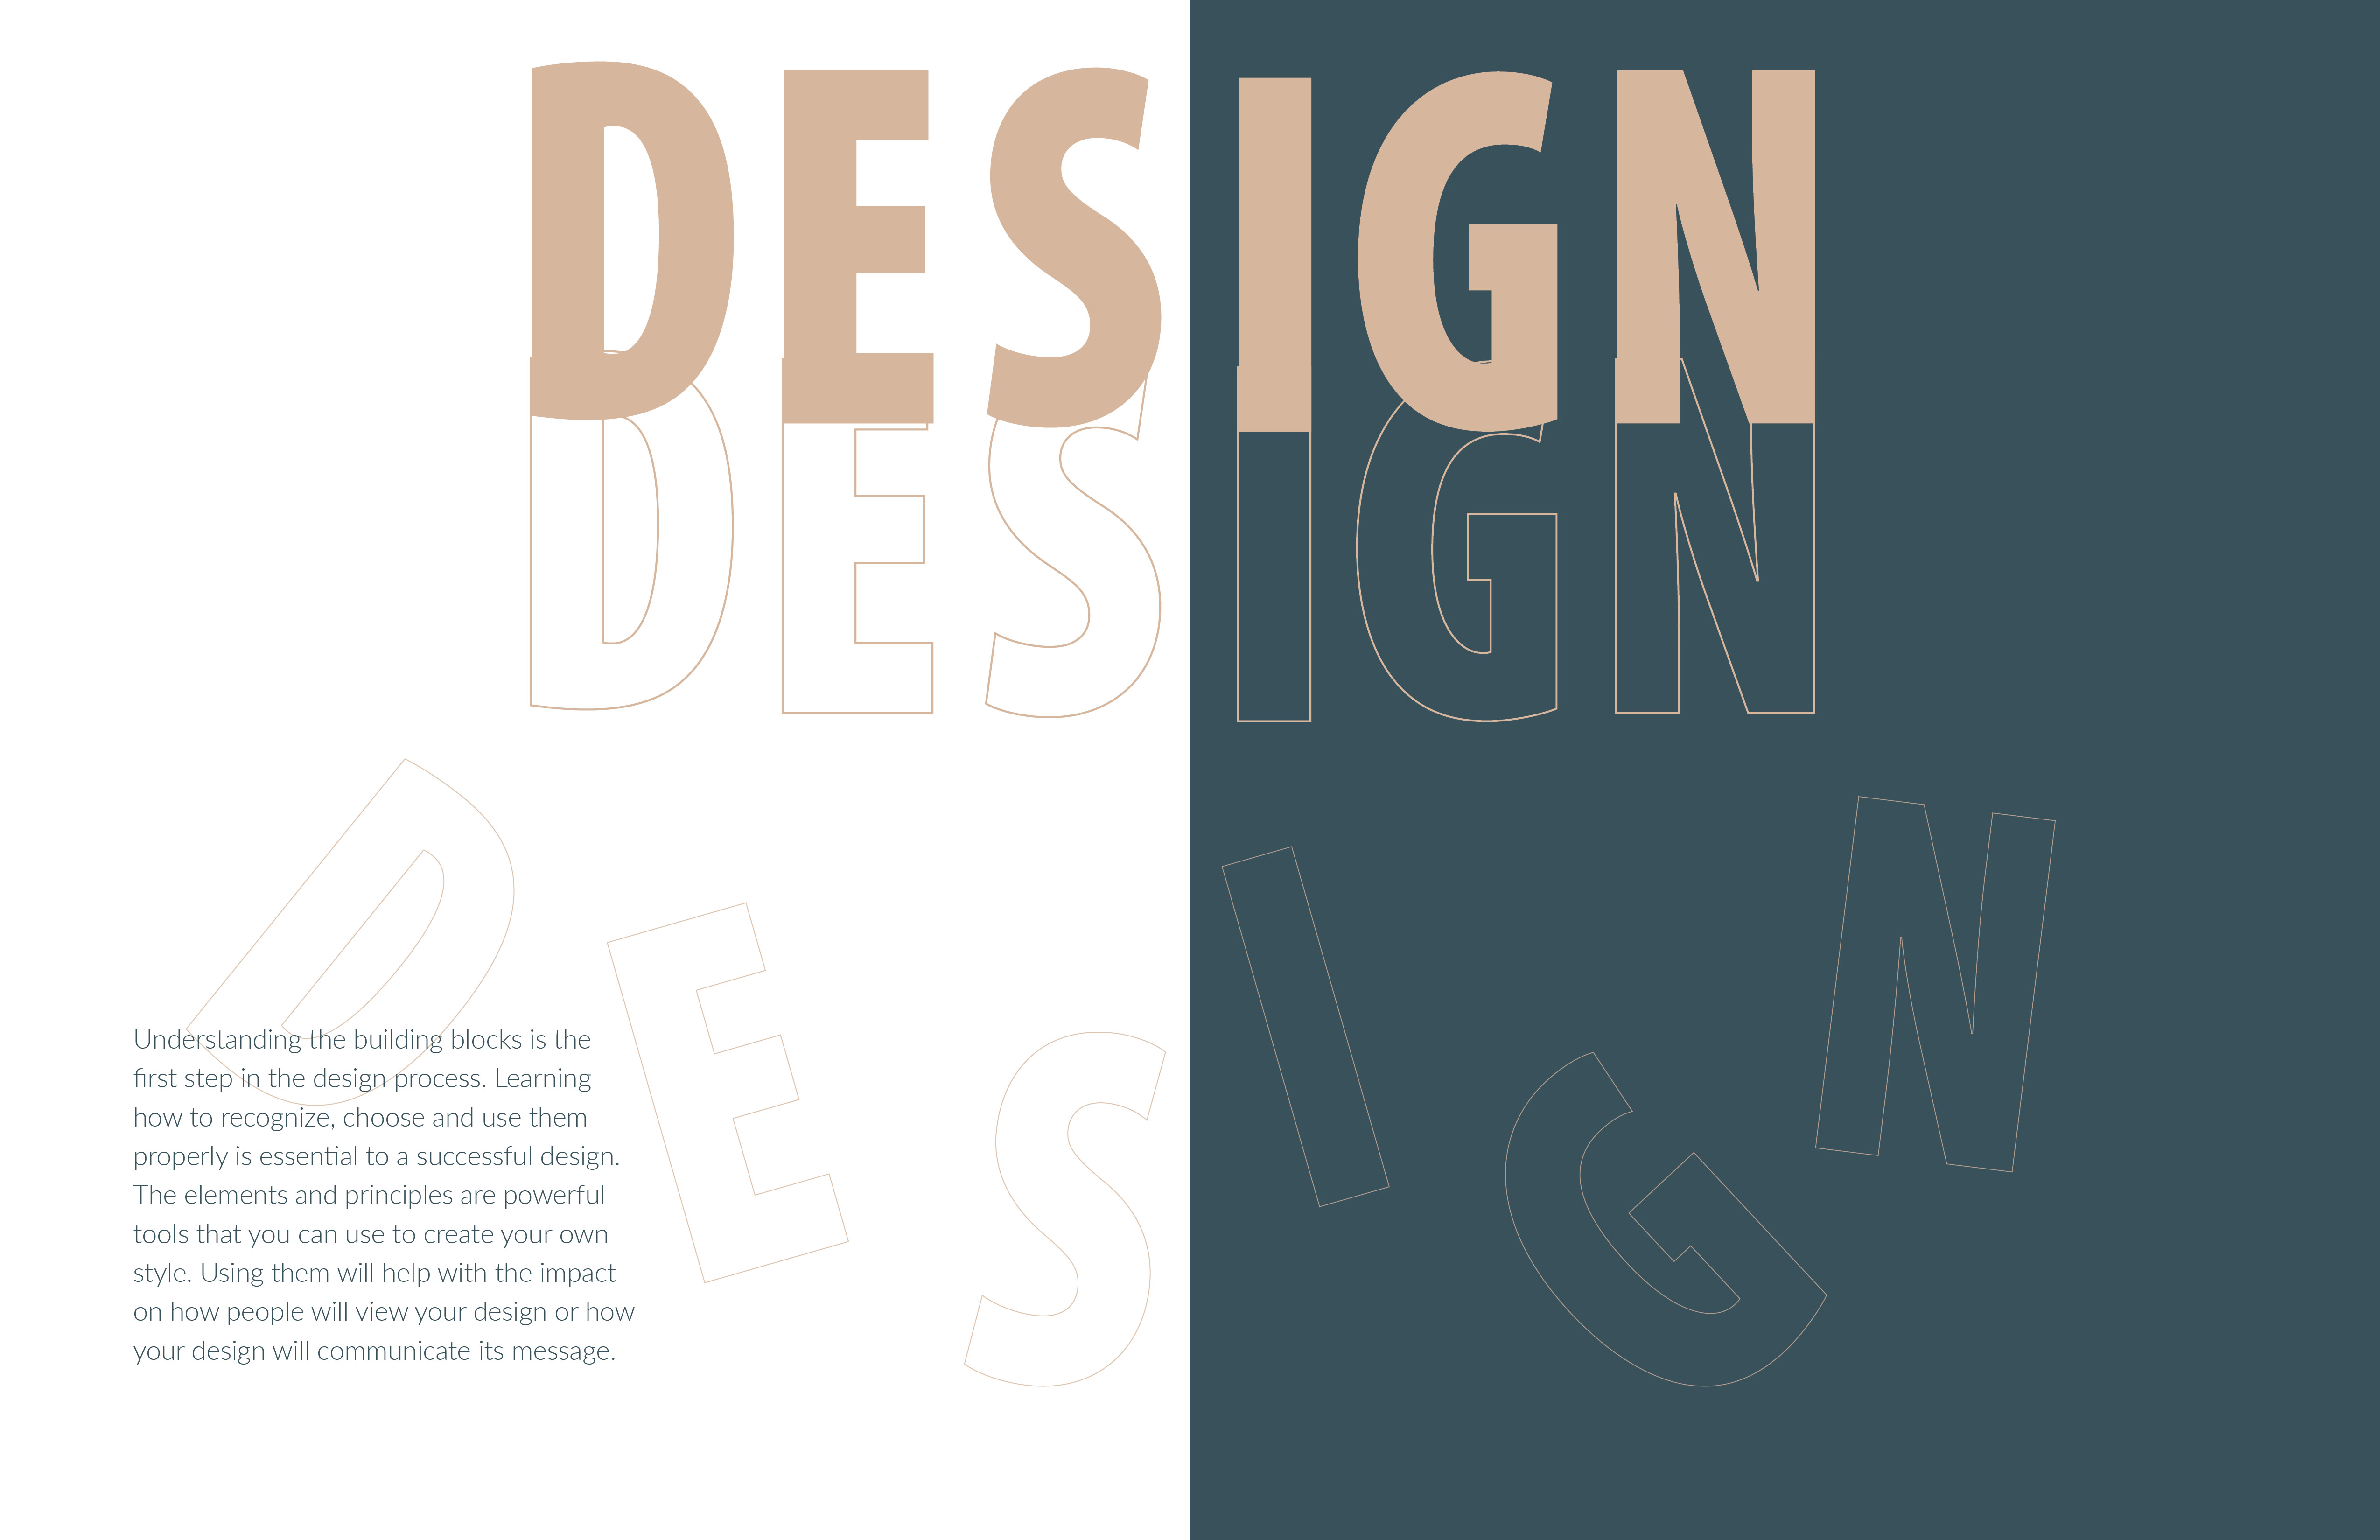 DESIGN
DESIGN
DESIGN
Understanding the building blocks is the
first step in the design process. Learning
how to recognize, choose and use them
properly is essential to a successful design.
The elements and principles are powerful
tools that you can use to create your own
style. Using them will help with the impact
on how people will view your design or how
your design will communicate its message.